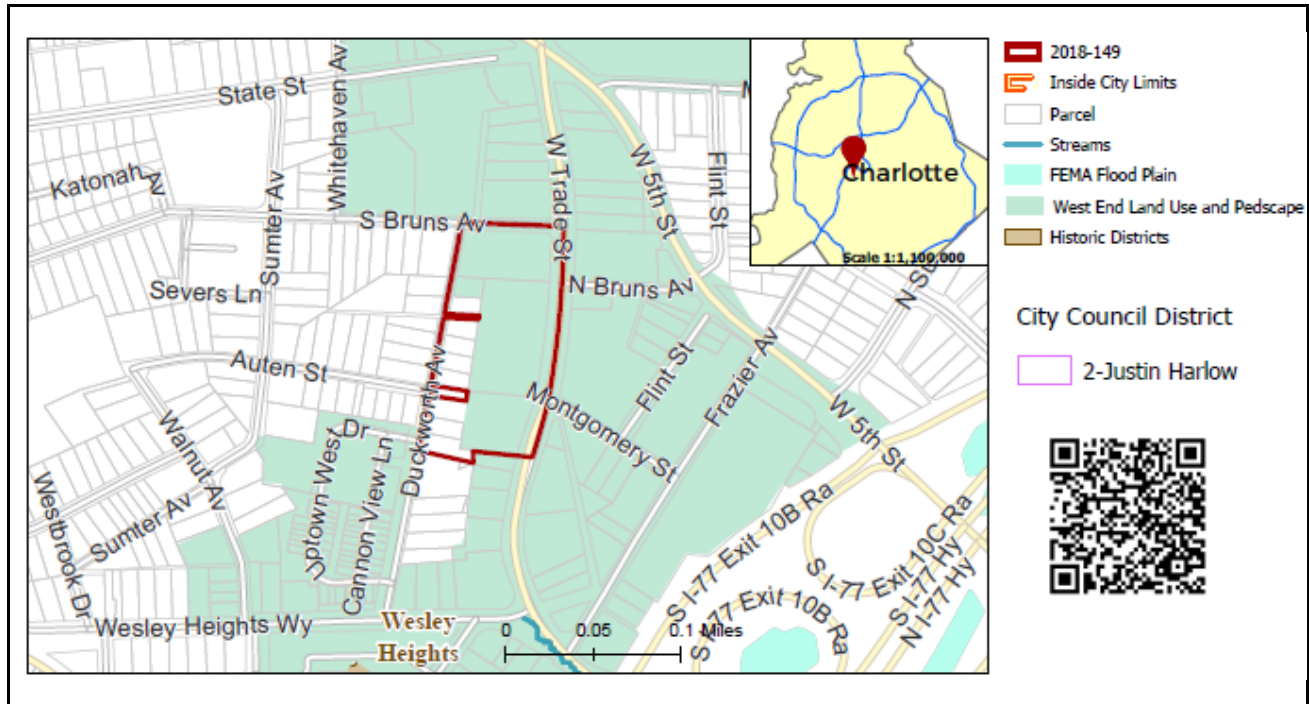 State St
Whitehaven Av
Katonah Av
Sumter Av
S Bruns Av
W Trade St
W 5th St
Flint St
Charlotte
Scale 1:1,100,000
Severs Ln
N Bruns Av
Auten St
Duckworth Av
Montgomery St
Flint St
Frazier Av
W 5th St
Walnut Av
Dr
Uptown West
Cannon View Ln
Westbrook Dr
Sumter Av
Wesley Heights Wy
Wesley
Heights
0 0.05 0.1 Miles
S I-77 Exit 10B Ra
S I-77 Exit 10C Ra
S I-77 Exit 10B Ra
S I-77 Hy
N I-77 Hy
2018-149
Inside City Limits
Parcel
Streams
FEMA Flood Plain
West End Land Use and Pedscape
Historic Districts
City Council District
2-Justin Harlow